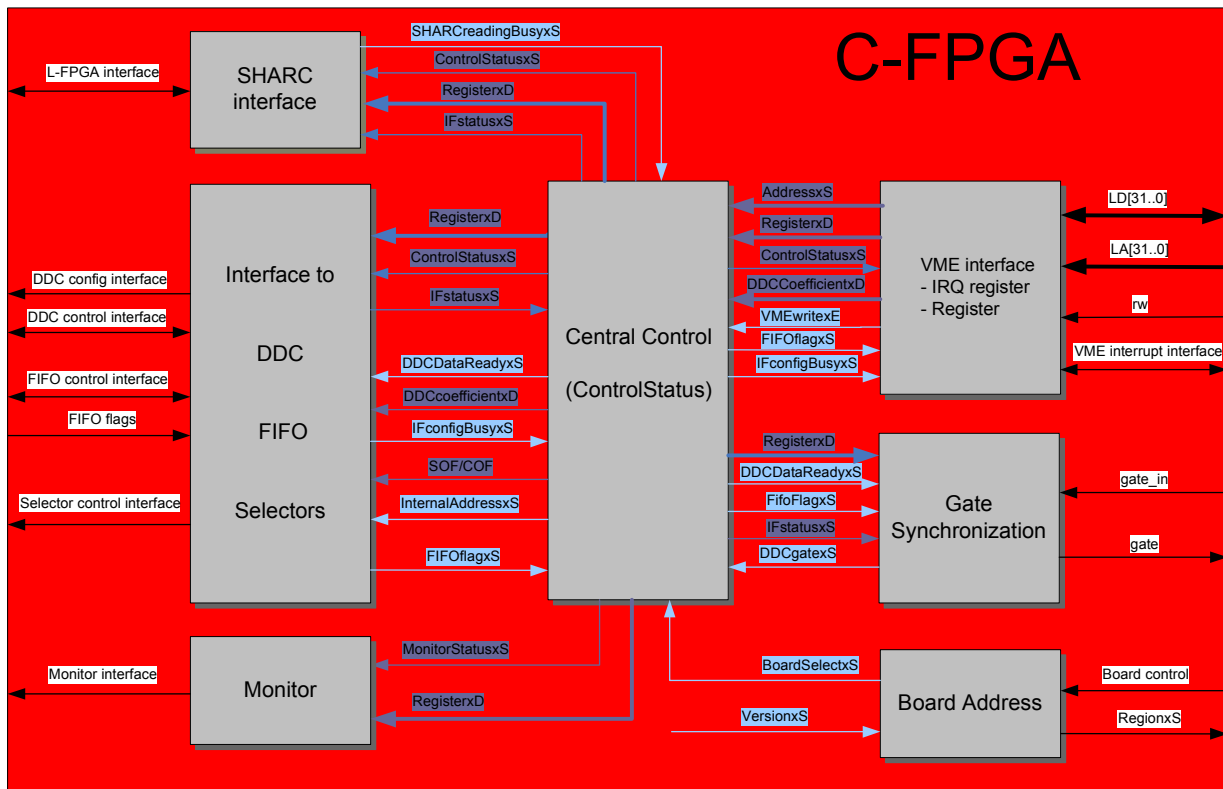 C-FPGA
L-FPGA interface
SHARC
interface
SHARCreadingBusyxS
ControlStatusxS
RegisterxD
IFstatusxS
DDC config interface
DDC control interface
FIFO control interface
FIFO flags
Selector control interface
Interface to
DDC
FIFO
Selectors
RegisterxD
ControlStatusxS
IFstatusxS
DDCDataReadyxS
DDCcoefficientxD
IFconfigBusyxS
SOF/COF
InternalAddressxS
FIFOflagxS
Central Control
(ControlStatus)
AddressxS
RegisterxD
ControlStatusxS
DDCCoefficientxD
VMEwritexE
FIFOflagxS
IFconfigBusyxS
VME interface
- IRQ register
- Register
LD[31..0]
LA[31..0]
rw
VME interrupt interface
RegisterxD
DDCDataReadyxS
FifoFlagxS
IFstatusxS
DDCgatexS
Gate
Synchronization
gate_in
gate
Monitor interface
Monitor
MonitorStatusxS
RegisterxD
BoardSelectxS
VersionxS
Board Address
Board control
RegionxS